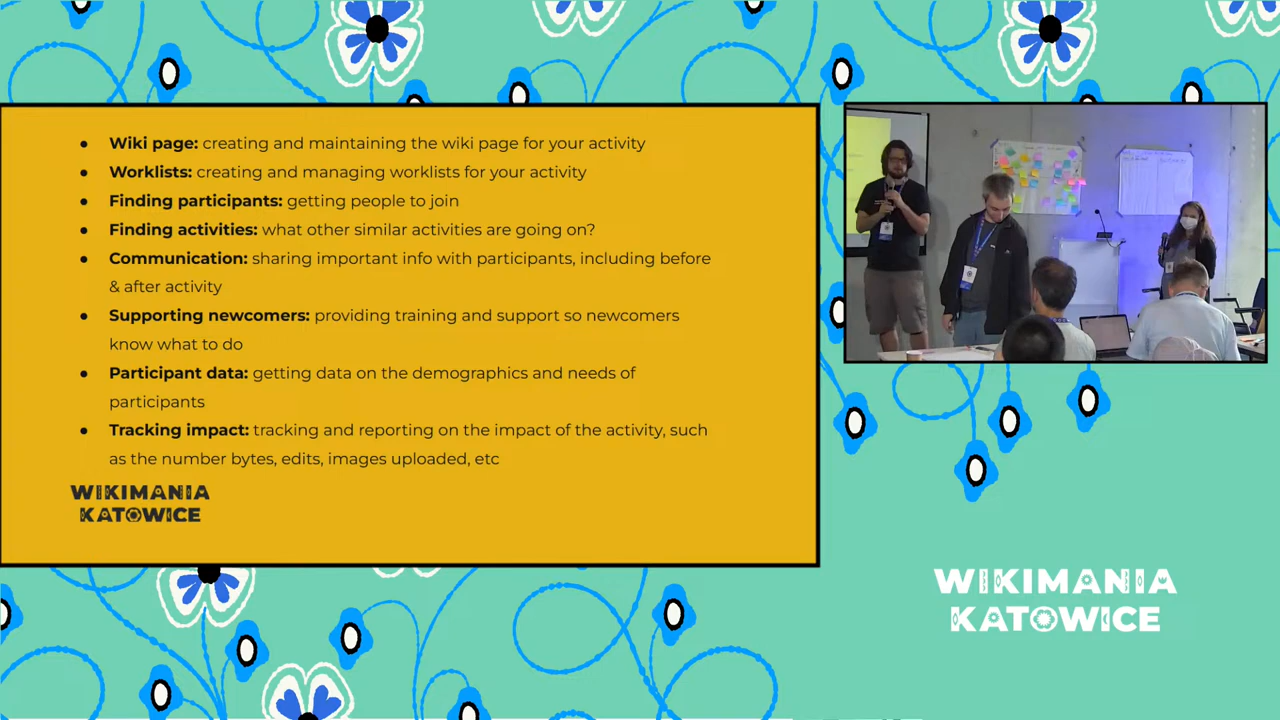 ● Wiki page: creating and maintaining the wiki page for your activity
● Worklists: creating and managing worklists for your activity
● Finding participants: getting people to join
● Finding activities: what other similar activities are going on?
● Communication: sharing important info with participants, including before
& after activity
● Supporting newcomers: providing training and support so newcomers
know what to do
● Participant data: getting data on the demographics and needs of
participants
● Tracking impact: tracking and reporting on the impact of the activity, such
as the number bytes, edits, images uploaded, etc
WIKIMANIA
KATOWICE
WIKIMANIA
KATOWICE